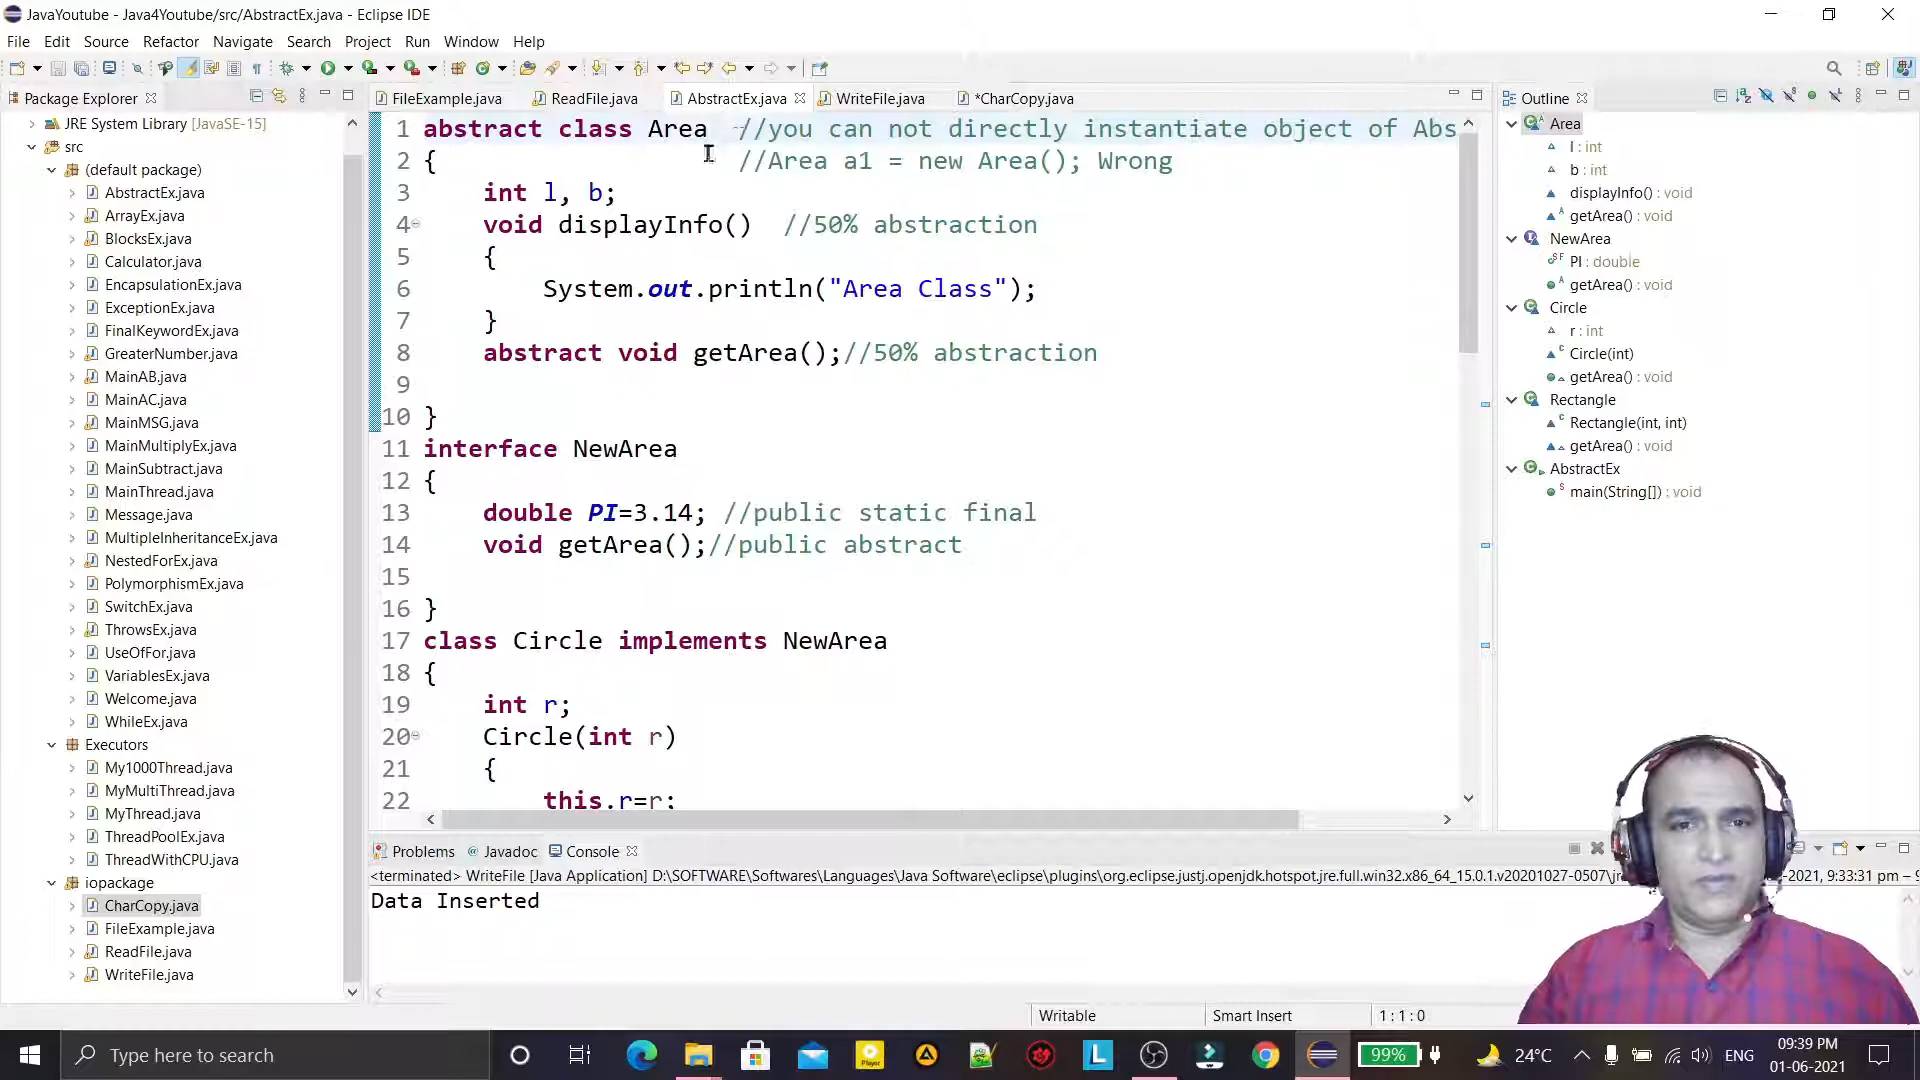 JavaYoutube - Java4Youtube/src/AbstractEx.java - Eclipse IDE
File Edit Source Refactor Navigate Search Project Run Window Help
Package Explorer
JRE System Library [JavaSE-15]
src
(default package)
AbstractEx.java
ArrayEx.java
BlocksEx.java
Calculator.java
EncapsulationEx.java
ExceptionEx.java
FinalKeywordEx.java
GreaterNumber.java
MainAB.java
MainAC.java
MainMSG.java
MainMultiplyEx.java
MainSubtract.java
MainThread.java
Message.java
MultipleInheritanceEx.java
NestedForEx.java
PolymorphismEx.java
SwitchEx.java
ThrowsEx.java
UseOfFor.java
VariablesEx.java
Welcome.java
WhileEx.java
Executors
My1000Thread.java
MyMultiThread.java
MyThread.java
ThreadPoolEx.java
ThreadWithCPU.java
iopackage
CharCopy.java
FileExample.java
ReadFile.java
WriteFile.java
FileExample.java ReadFile.java AbstractEx.java WriteFile.java *CharCopy.java
1 abstract class Area //you can not directly instantiate object of Abs
2 { //Area a1 = new Area(); Wrong
3 int l, b;
4 void displayInfo() //50% abstraction
5 {
6 System.out.println("Area Class");
7 }
8 abstract void getArea();//50% abstraction
9
10 }
11 interface NewArea
12 {
13 double PI=3.14; //public static final
14 void getArea();//public abstract
15
16 }
17 class Circle implements NewArea
18 {
19 int r;
20 Circle(int r)
21 {
22 this.r=r;
Outline
Area
l : int
b : int
displayInfo() : void
getArea() : void
NewArea
PI : double
getArea() : void
Circle
r : int
Circle(int)
getArea() : void
Rectangle
Rectangle(int, int)
getArea() : void
AbstractEx
main(String[]) : void
Problems Javadoc Console
<terminated> WriteFile [Java Application] D:\SOFTWARE\Softwares\Languages\Java Software\eclipse\plugins\org.eclipse.justj.openjdk.hotspot.jre.full.win32.x86_64_15.0.1.v20201027-0507\jre -2021, 9:33:31 pm – 9
Data Inserted
Writable Smart Insert 1 : 1 : 0
Type here to search
Player
L
99%
24°C
ENG
09:39 PM
01-06-2021